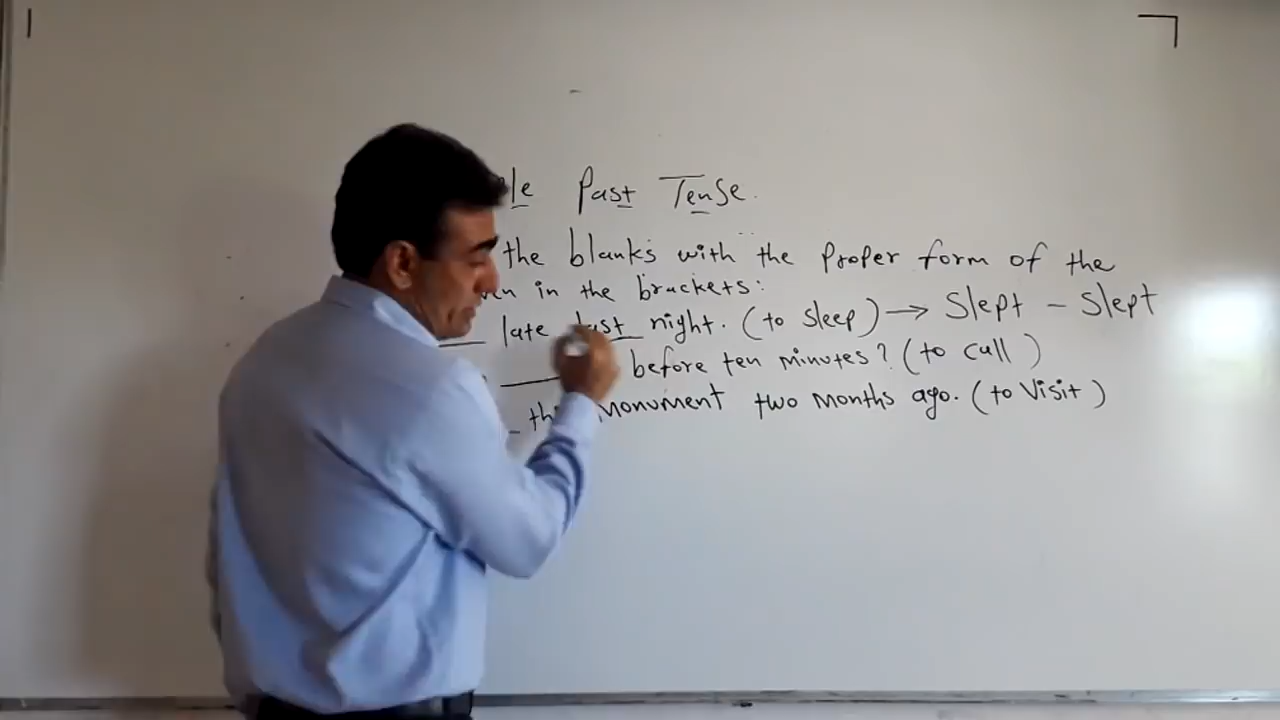 le Past Tense.
the blanks with the proper form of the
en in the brackets:
late last night. (to sleep) → Slept - Slept
before ten minutes? (to call)
the monument two months ago. (to visit)